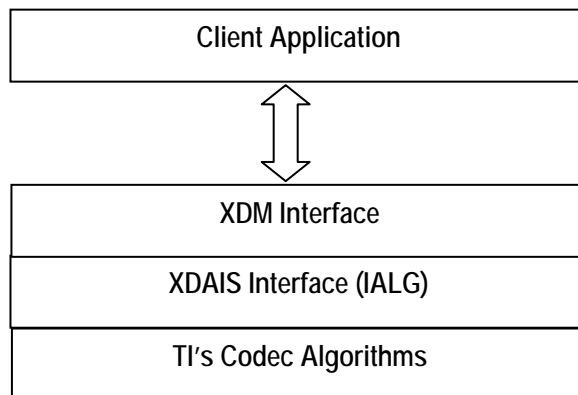 Client Application
XDM Interface
XDAIS Interface (IALG)
TI's Codec Algorithms